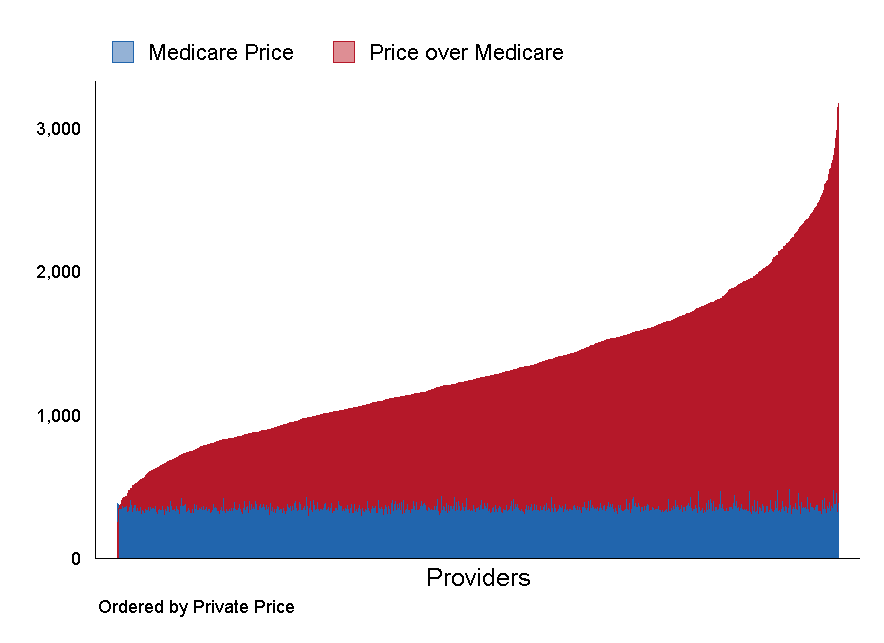 Medicare Price Price over Medicare
3,000
2,000
1,000
0
Providers
Ordered by Private Price